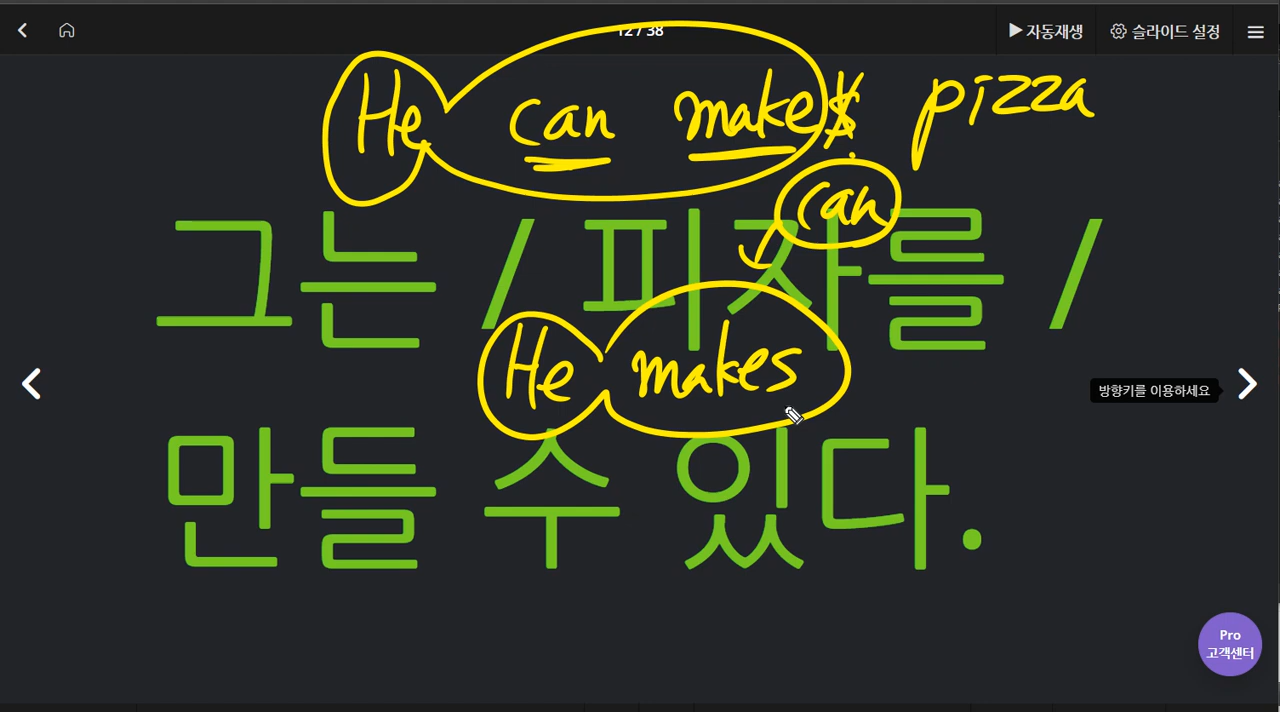 12 / 38
▶ 자동재생
슬라이드 설정
He can makes pizza
can
그는 / 피자를 /
He makes
방향키를 이용하세요
만들 수 있다.
Pro
고객센터